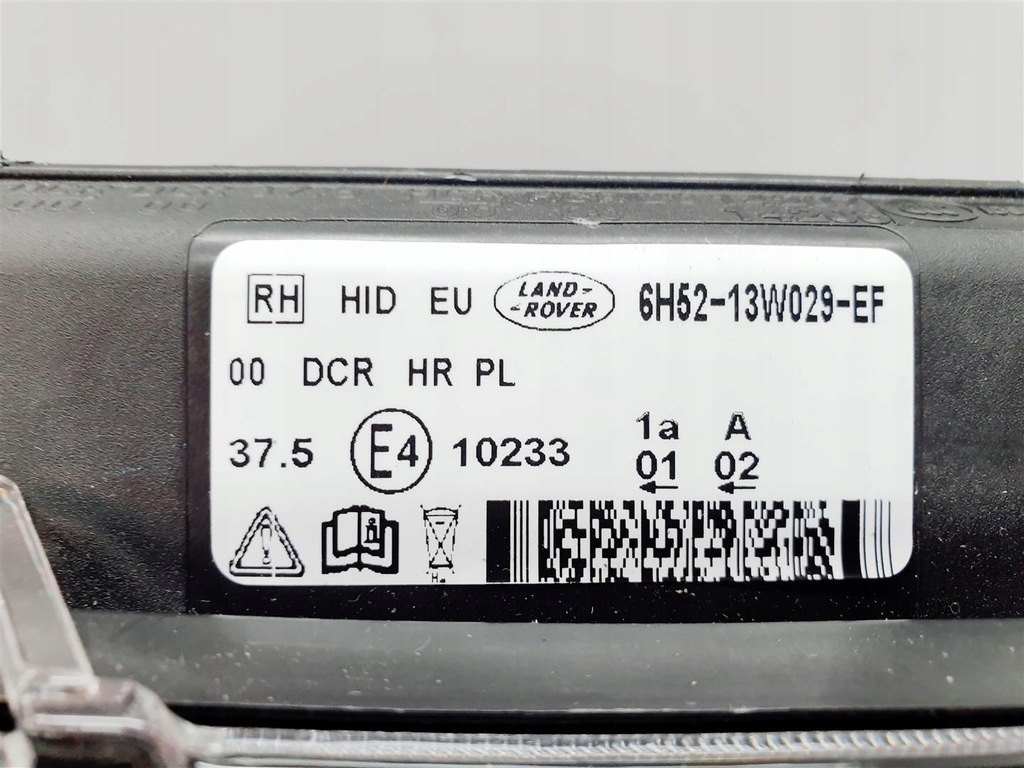 RH HID EU LAND-ROVER 6H52-13W029-EF
00 DCR HR PL
37.5 E4 10233 1a A
01 02